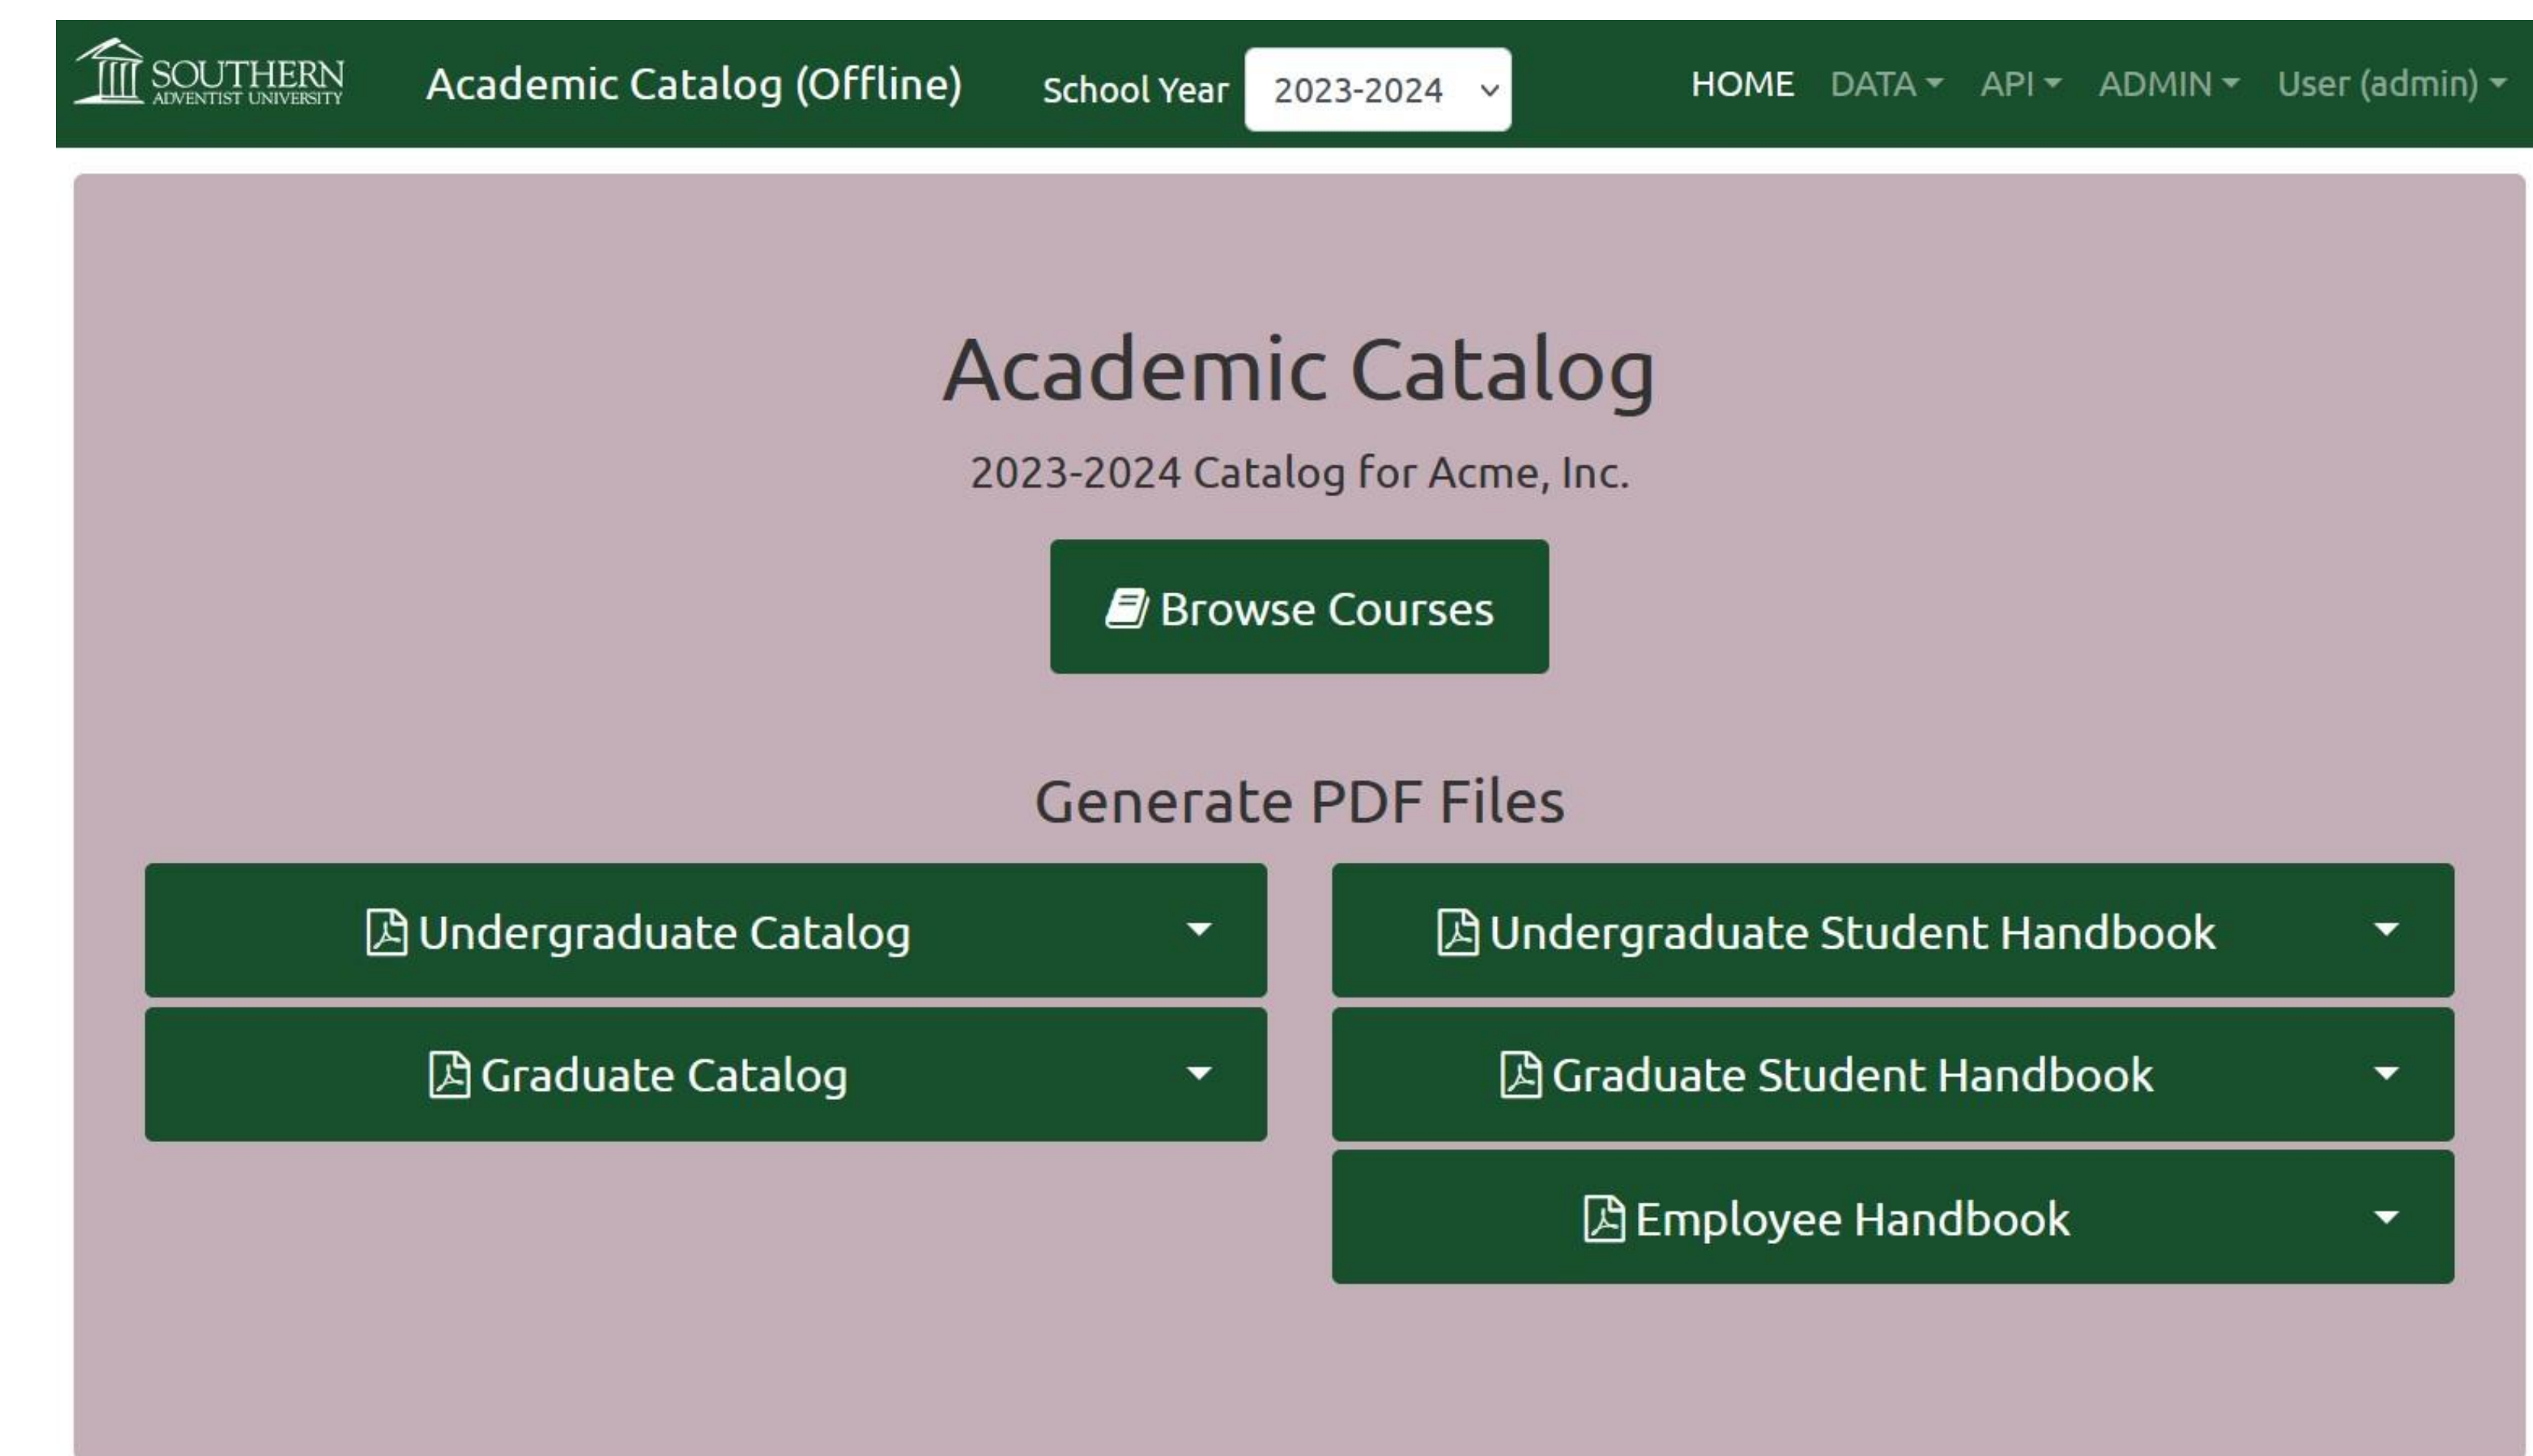 SOUTHERN
ADVENTIST UNIVERSITY
Academic Catalog (Offline)
School Year
2023-2024
HOME DATA API ADMIN User (admin)
Academic Catalog
2023-2024 Catalog for Acme, Inc.
Browse Courses
Generate PDF Files
Undergraduate Catalog
Graduate Catalog
Undergraduate Student Handbook
Graduate Student Handbook
Employee Handbook